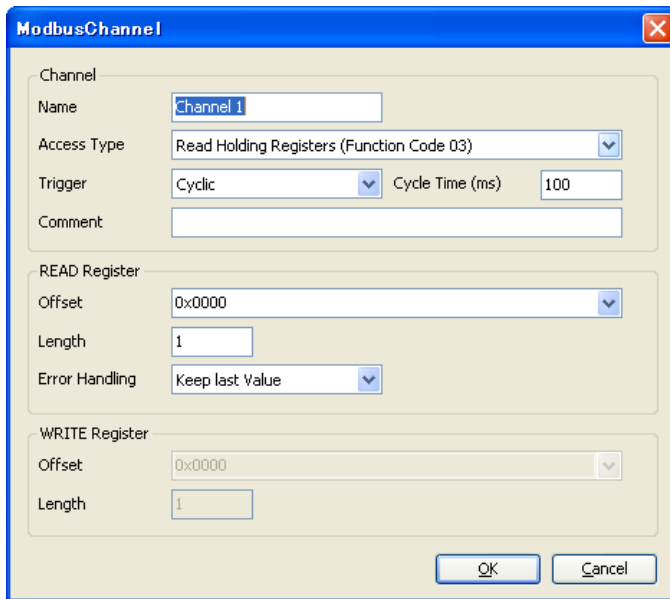 ModbusChannel
Channel
Name Channel 1
Access Type Read Holding Registers (Function Code 03)
Trigger Cyclic Cycle Time (ms) 100
Comment
READ Register
Offset 0x0000
Length 1
Error Handling Keep last Value
WRITE Register
Offset 0x0000
Length 1
OK Cancel